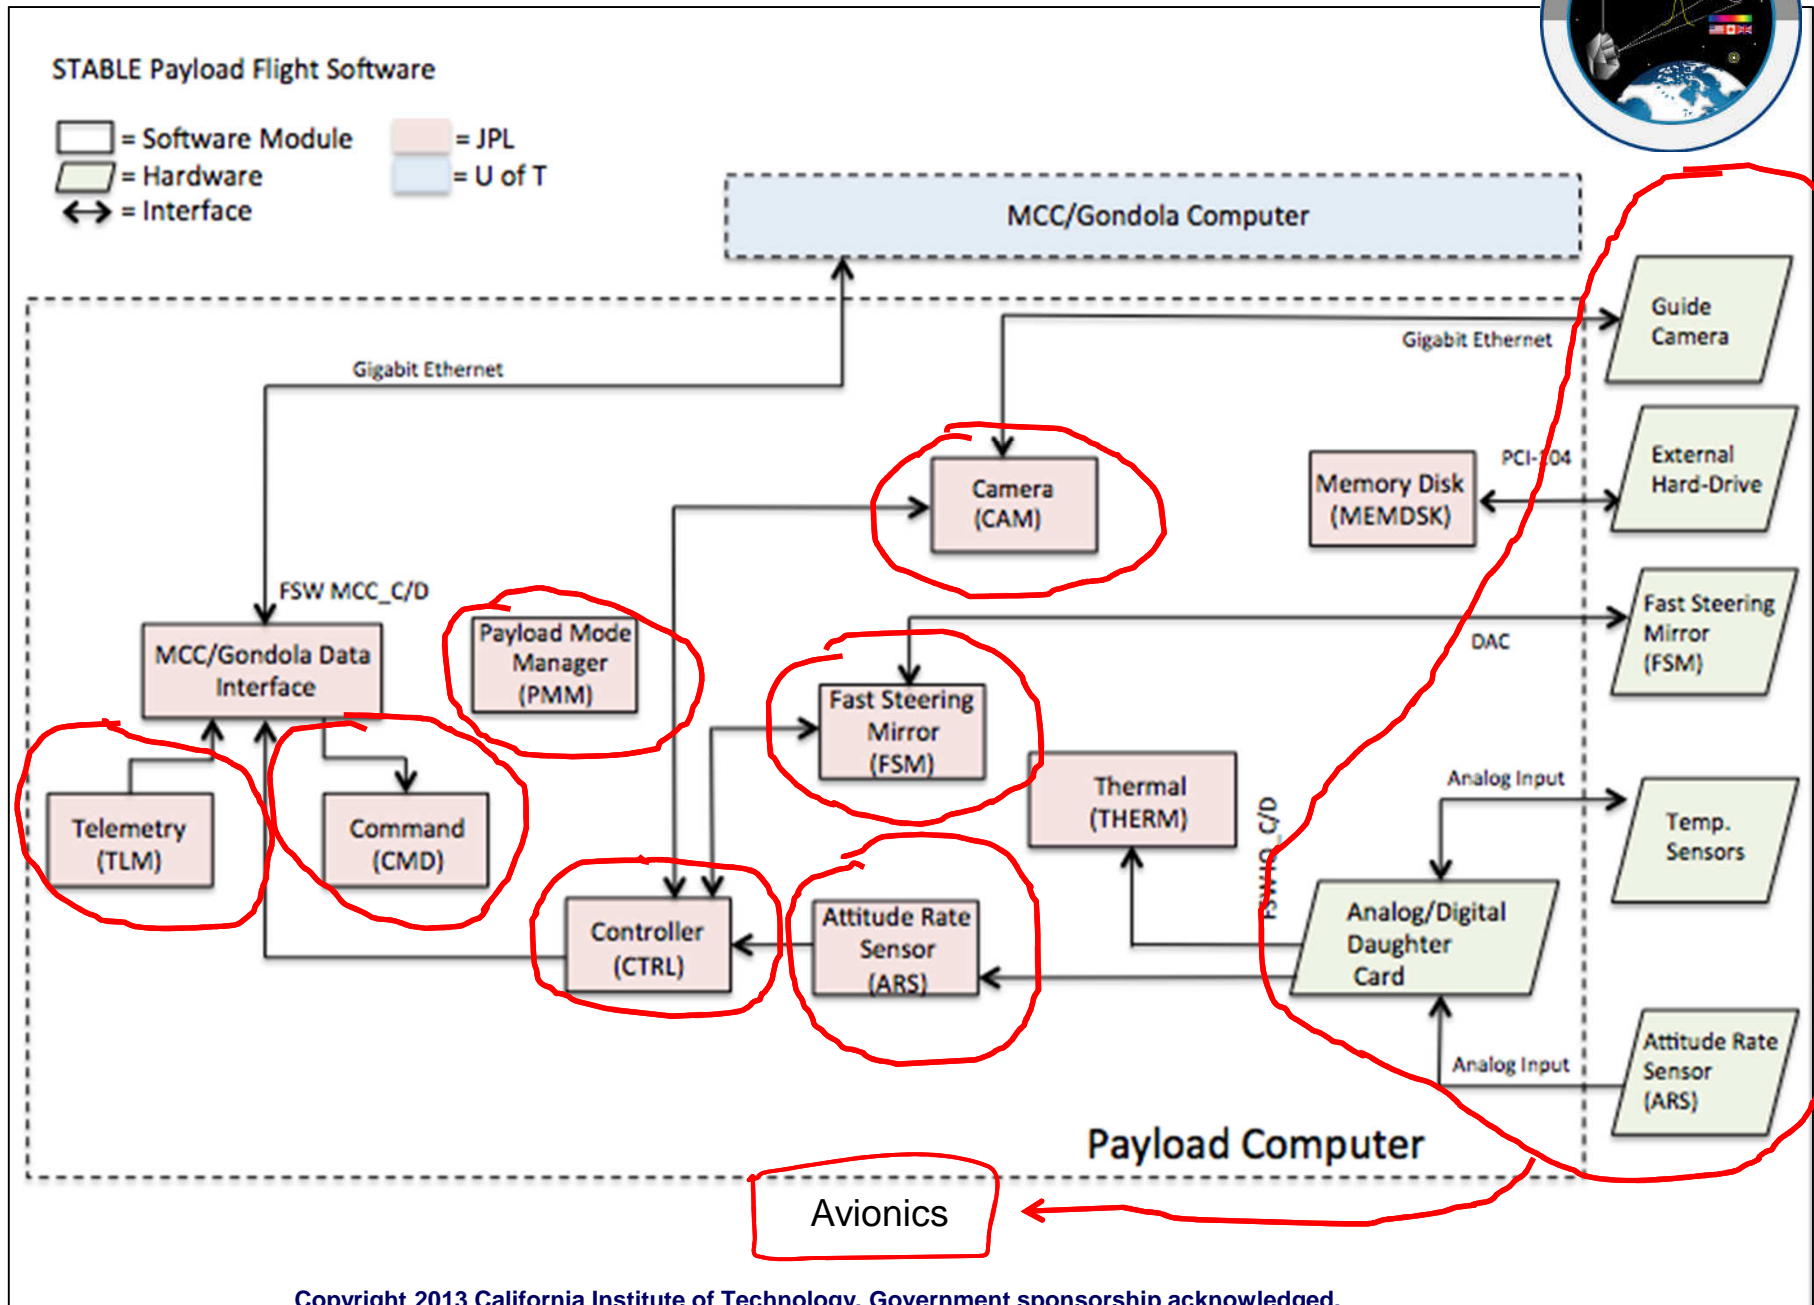 STABLE Payload Flight Software
= Software Module
= JPL
= Hardware
= U of T
= Interface
MCC/Gondola Computer
Guide
Camera
Gigabit Ethernet
Gigabit Ethernet
Camera
(CAM)
Memory Disk
(MEMDSK)
PCI-104
External
Hard-Drive
FSW MCC_C/D
MCC/Gondola Data
Interface
Payload Mode
Manager
(PMM)
Fast Steering
Mirror
(FSM)
DAC
Fast Steering
Mirror
(FSM)
Telemetry
(TLM)
Command
(CMD)
Thermal
(THERM)
Analog Input
Temp.
Sensors
Controller
(CTRL)
Attitude Rate
Sensor
(ARS)
Analog/Digital
Daughter
Card
Analog Input
Attitude Rate
Sensor
(ARS)
Payload Computer
Avionics
Copyright 2013 California Institute of Technology. Government sponsorship acknowledged.